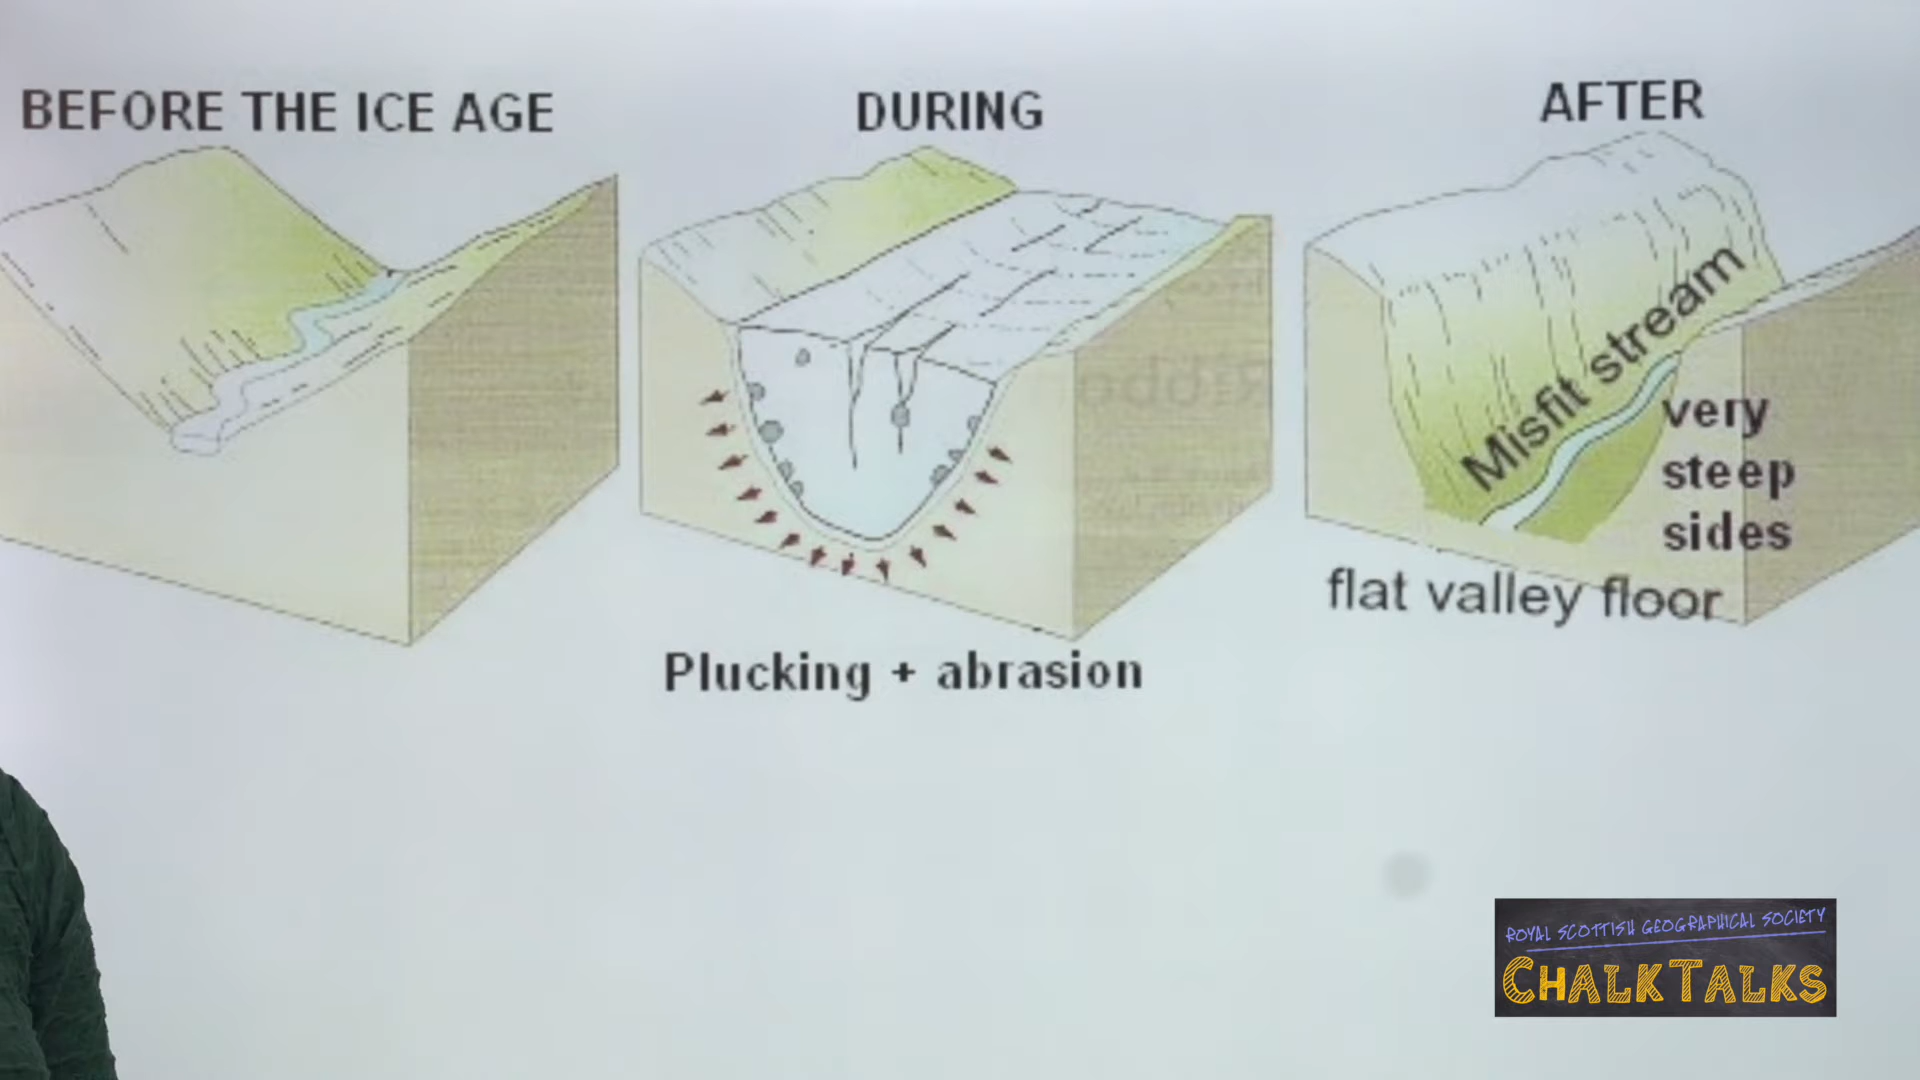 BEFORE THE ICE AGE
DURING
AFTER
Misfit stream
very
steep
sides
flat valley floor
Plucking + abrasion
ROYAL SCOTTISH GEOGRAPHICAL SOCIETY
CHALKTALKS